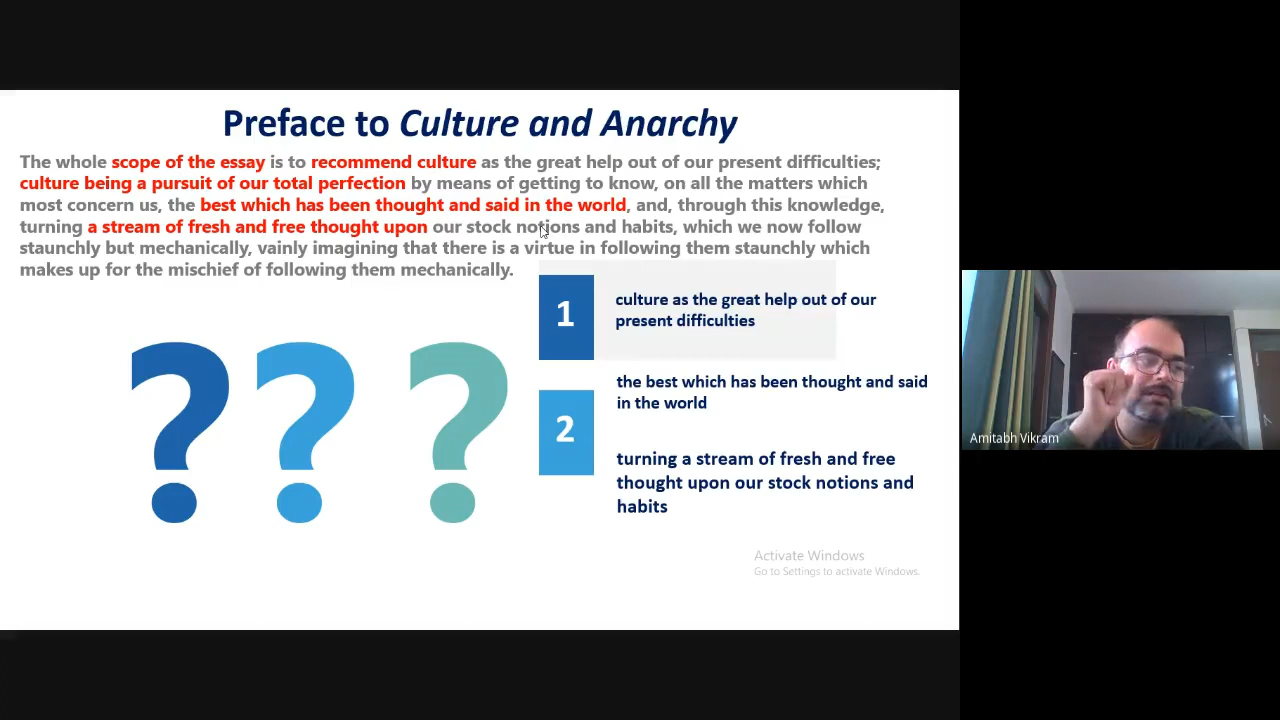 Preface to Culture and Anarchy
The whole scope of the essay is to recommend culture as the great help out of our present difficulties;
culture being a pursuit of our total perfection by means of getting to know, on all the matters which
most concern us, the best which has been thought and said in the world, and, through this knowledge,
turning a stream of fresh and free thought upon our stock notions and habits, which we now follow
staunchly but mechanically, vainly imagining that there is a virtue in following them staunchly which
makes up for the mischief of following them mechanically.
???
1
culture as the great help out of our
present difficulties
2
the best which has been thought and said
in the world
turning a stream of fresh and free
thought upon our stock notions and
habits
Activate Windows
Go to Settings to activate Windows.
Amitabh Vikram